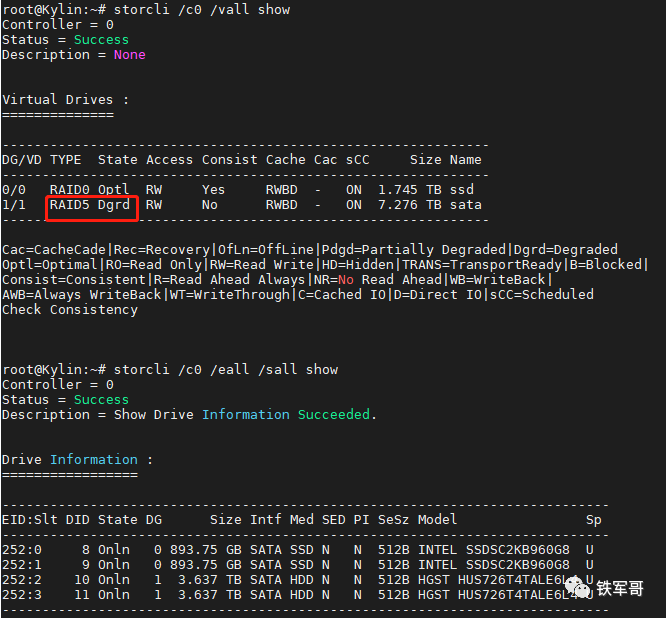 root@Kylin:~# storcli /c0 /vall show
Controller = 0
Status = Success
Description = None
Virtual Drives :
==============
---------------------------------------------------------------
DG/VD TYPE  State Access Consist Cache Cac sCC     Size Name
---------------------------------------------------------------
0/0   RAID0 Optl  RW     Yes     RWBD  -   ON  1.745 TB ssd
1/1   RAID5 Dgrd  RW     No      RWBD  -   ON  7.276 TB sata
---------------------------------------------------------------
Cac=CacheCade|Rec=Recovery|OfLn=OffLine|Pdgd=Partially Degraded|Dgrd=Degraded
Optl=Optimal|RO=Read Only|RW=Read Write|HD=Hidden|TRANS=TransportReady|B=Blocked|
Consist=Consistent|R=Read Ahead Always|NR=No Read Ahead|WB=WriteBack|
AWB=Always WriteBack|WT=WriteThrough|C=Cached IO|D=Direct IO|sCC=Scheduled
Check Consistency
root@Kylin:~# storcli /c0 /eall /sall show
Controller = 0
Status = Success
Description = Show Drive Information Succeeded.
Drive Information :
=================
----------------------------------------------------------------------------
EID:Slt DID State DG       Size Intf Med SED PI SeSz Model                Sp
----------------------------------------------------------------------------
252:0     8 Onln   0 893.75 GB SATA SSD N   N  512B INTEL SSDSC2KB960G8  U
252:1     9 Onln   0 893.75 GB SATA SSD N   N  512B INTEL SSDSC2KB960G8  U
252:2    10 Onln   1  3.637 TB SATA HDD N   N  512B HGST HUS726T4TALE6L4 U
252:3    11 Onln   1  3.637 TB SATA HDD N   N  512B HGST HUS726T4TALE6L4 U
----------------------------------------------------------------------------
铁军哥